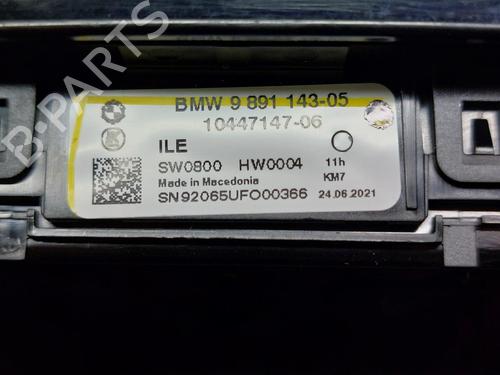 BMW 9 891 143-05
10447147-06
ILE
SW0800 HW0004 11h
Made in Macedonia KM7
SN92065UFO00366 24.06.2021
B-PARTS